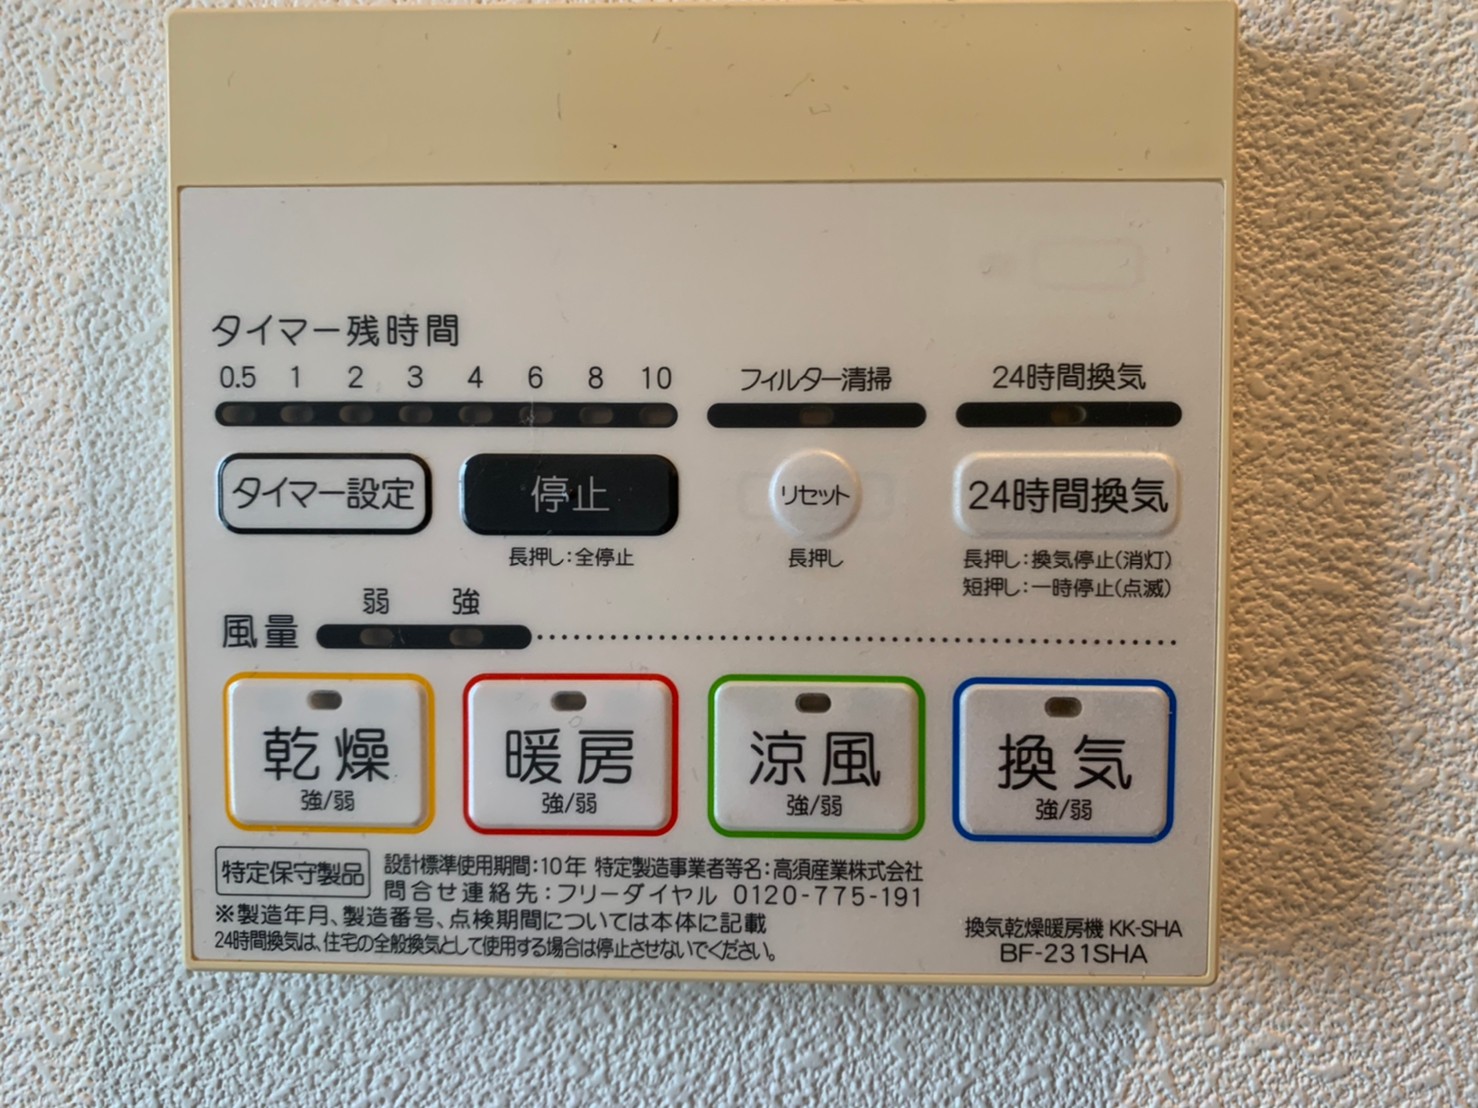 タイマー残時間
0.5 1 2 3 4 6 8 10
フィルター清掃
24時間換気
タイマー設定
停止
リセット
24時間換気
長押し:全停止
長押し
長押し:換気停止(消灯)
短押し:一時停止(点滅)
弱 強
風量
乾燥
強/弱
暖房
強/弱
涼風
強/弱
換気
強/弱
特定保守製品
設計標準使用期間:10年 特定製造事業者等名:高須産業株式会社
問合せ連絡先:フリーダイヤル 0120-775-191
※製造年月、製造番号、点検期間については本体に記載
24時間換気は、住宅の全般換気として使用する場合は停止させないでください。
換気乾燥暖房機 KK-SHA
BF-231SHA